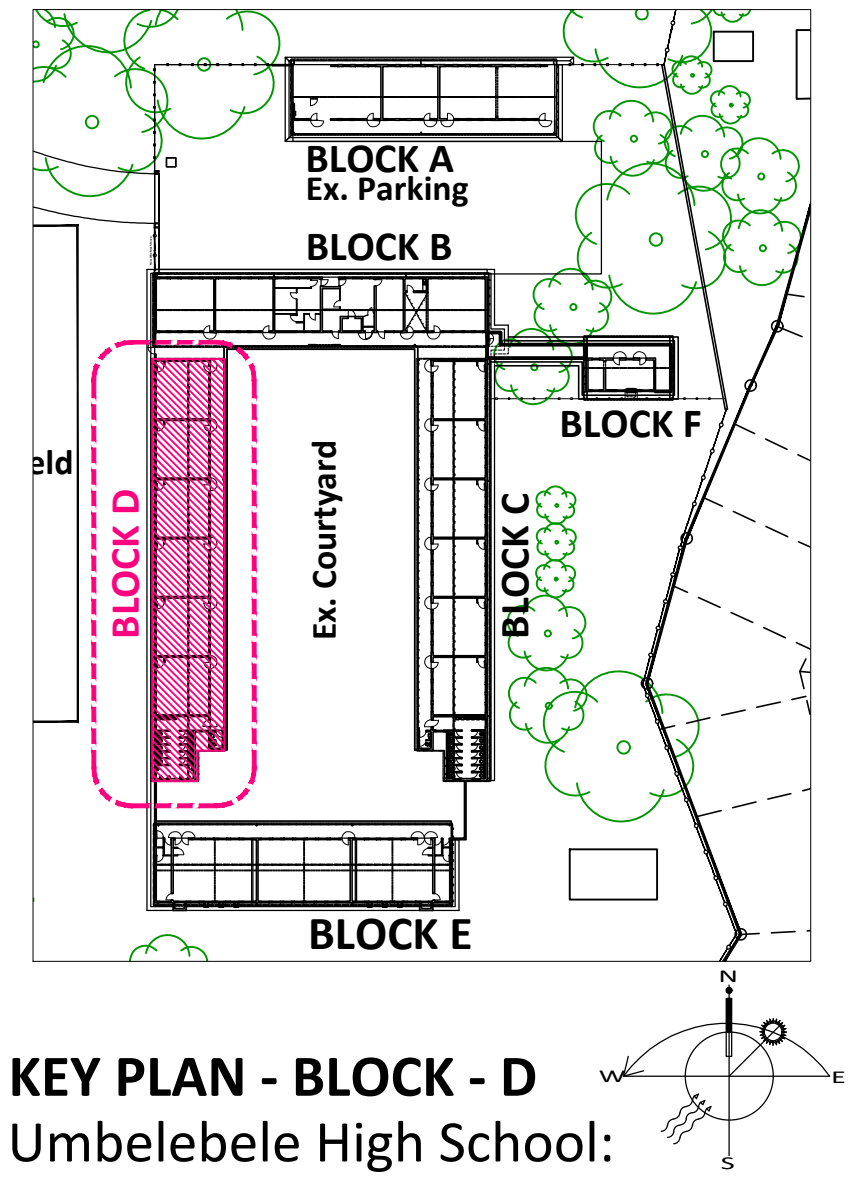 BLOCK A
Ex. Parking
BLOCK B
BLOCK F
eld
BLOCK D
Ex. Courtyard
BLOCK C
BLOCK E
N
W
E
S
KEY PLAN - BLOCK - D
Umbelebele High School: